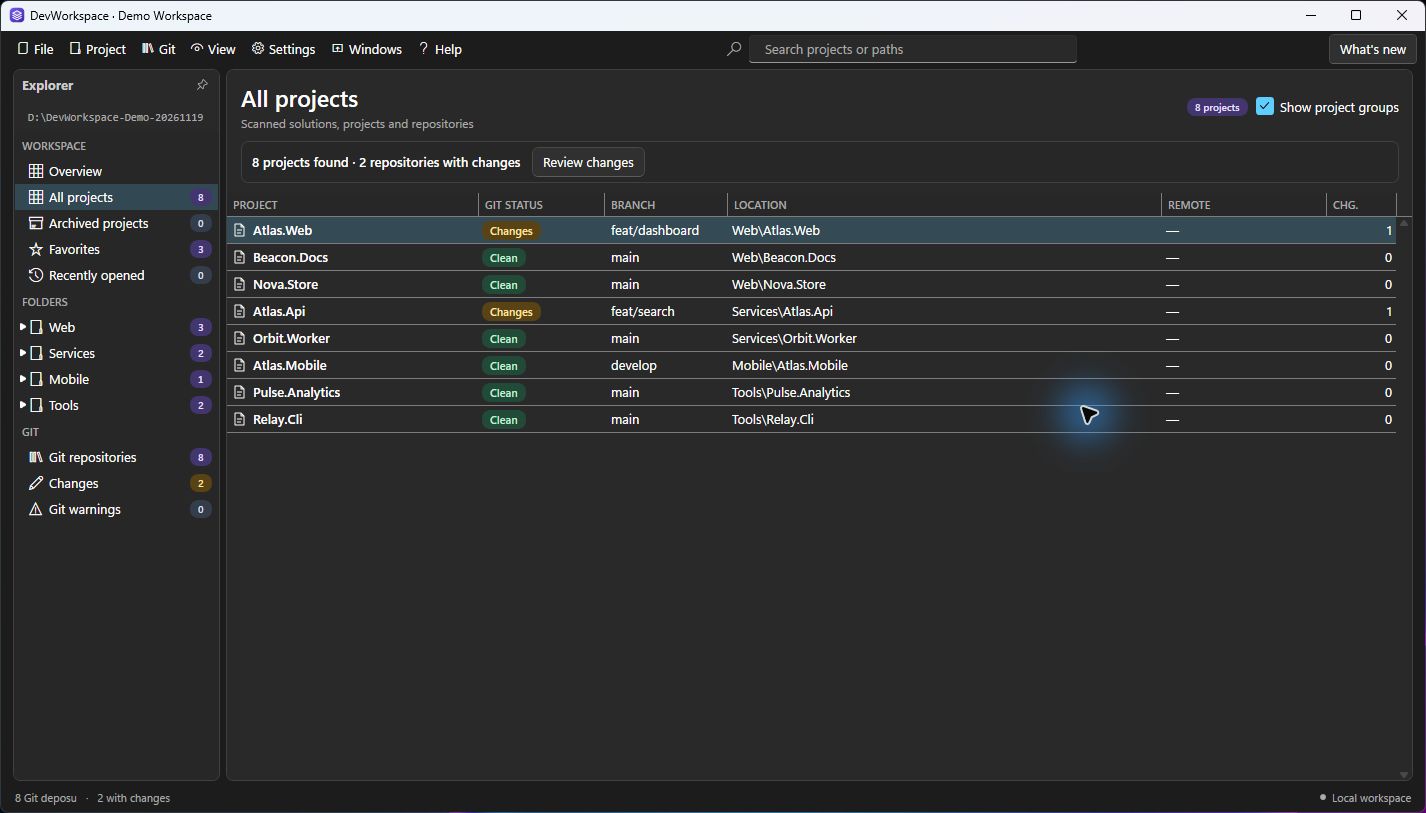 DevWorkspace · Demo Workspace
File Project Git View Settings Windows ? Help Search projects or paths What's new
Explorer
D:\DevWorkspace-Demo-20261119
WORKSPACE
Overview
All projects 8
Archived projects 0
Favorites 3
Recently opened 0
FOLDERS
Web 3
Services 2
Mobile 1
Tools 2
GIT
Git repositories 8
Changes 2
Git warnings 0
All projects
Scanned solutions, projects and repositories
8 projects Show project groups
8 projects found · 2 repositories with changes Review changes
PROJECT GIT STATUS BRANCH LOCATION REMOTE CHG.
Atlas.Web Changes feat/dashboard Web\Atlas.Web — 1
Beacon.Docs Clean main Web\Beacon.Docs — 0
Nova.Store Clean main Web\Nova.Store — 0
Atlas.Api Changes feat/search Services\Atlas.Api — 1
Orbit.Worker Clean main Services\Orbit.Worker — 0
Atlas.Mobile Clean develop Mobile\Atlas.Mobile — 0
Pulse.Analytics Clean main Tools\Pulse.Analytics — 0
Relay.Cli Clean main Tools\Relay.Cli — 0
8 Git deposu · 2 with changes Local workspace